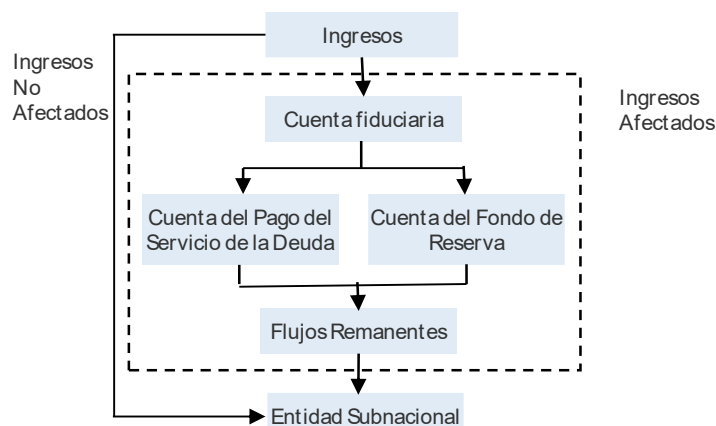 Ingresos
Ingresos
No
Afectados
Ingresos
Afectados
Cuenta fiduciaria
Cuenta del Pago del
Servicio de la Deuda
Cuenta del Fondo de
Reserva
Flujos Remanentes
Entidad Subnacional